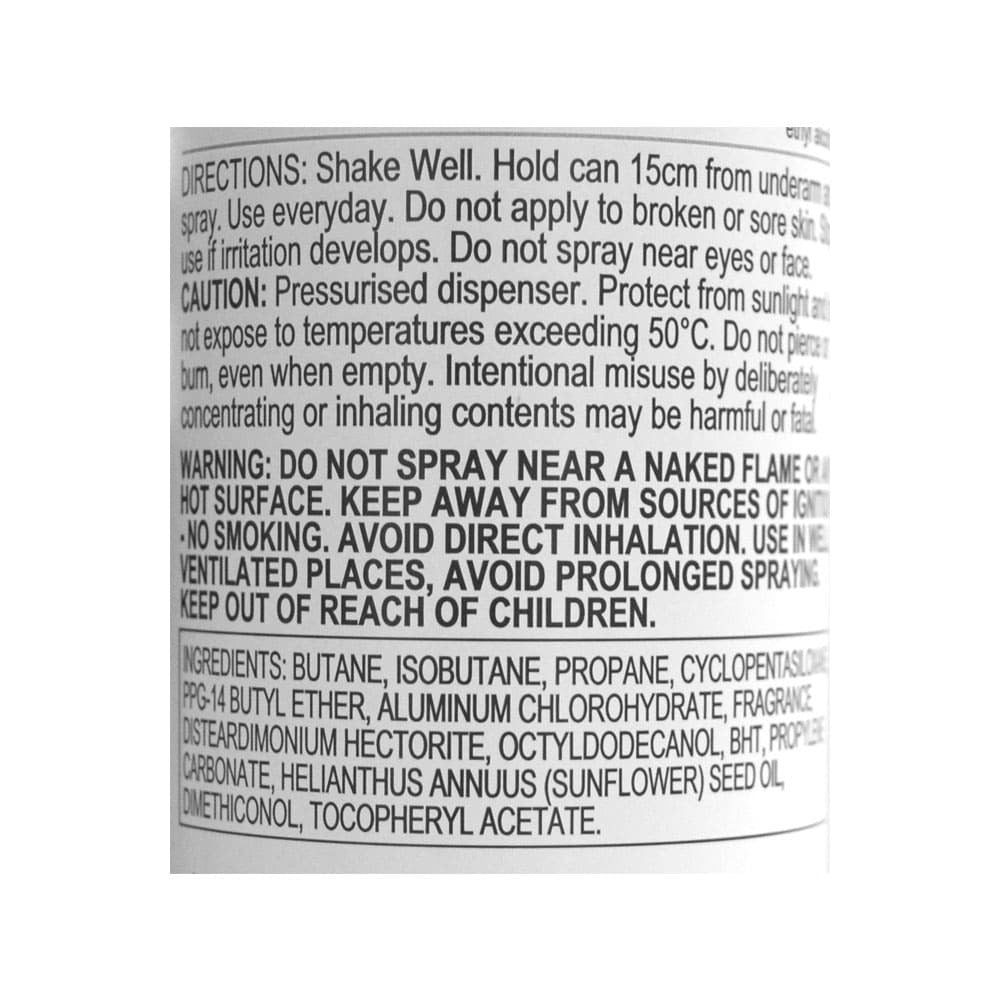 DIRECTIONS: Shake Well. Hold can 15cm from underarm
spray. Use everyday. Do not apply to broken or sore skin.
use if irritation develops. Do not spray near eyes or face.
CAUTION: Pressurised dispenser. Protect from sunlight and
not expose to temperatures exceeding 50°C. Do not pierce
burn, even when empty. Intentional misuse by deliberately
concentrating or inhaling contents may be harmful or fatal.
WARNING: DO NOT SPRAY NEAR A NAKED FLAME OR
HOT SURFACE. KEEP AWAY FROM SOURCES OF
- NO SMOKING. AVOID DIRECT INHALATION. USE IN
VENTILATED PLACES, AVOID PROLONGED SPRAYING.
KEEP OUT OF REACH OF CHILDREN.
INGREDIENTS: BUTANE, ISOBUTANE, PROPANE, CYCLOPENTASILOXANE
PPG-14 BUTYL ETHER, ALUMINUM CHLOROHYDRATE, FRAGRANCE
DISTEARDIMONIUM HECTORITE, OCTYLDODECANOL, BHT, PROPYLENE
CARBONATE, HELIANTHUS ANNUUS (SUNFLOWER) SEED OIL,
DIMETHICONOL, TOCOPHERYL ACETATE.